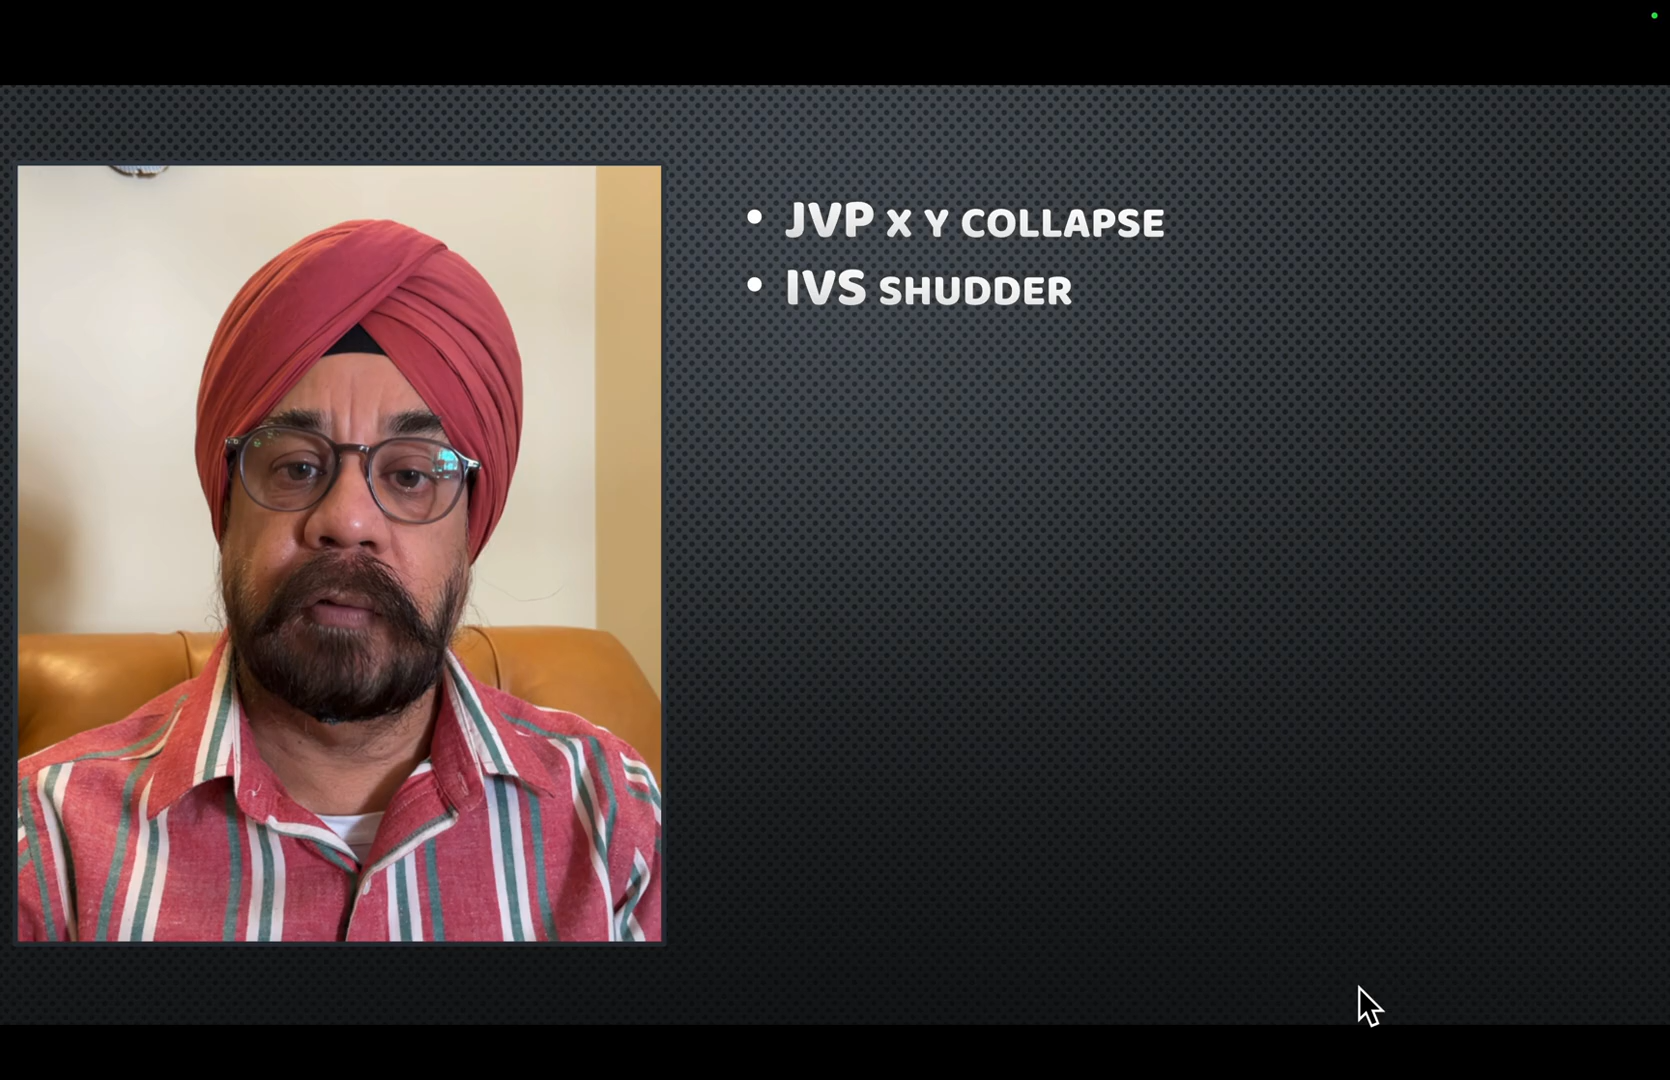 • JVP X Y COLLAPSE
• IVS SHUDDER